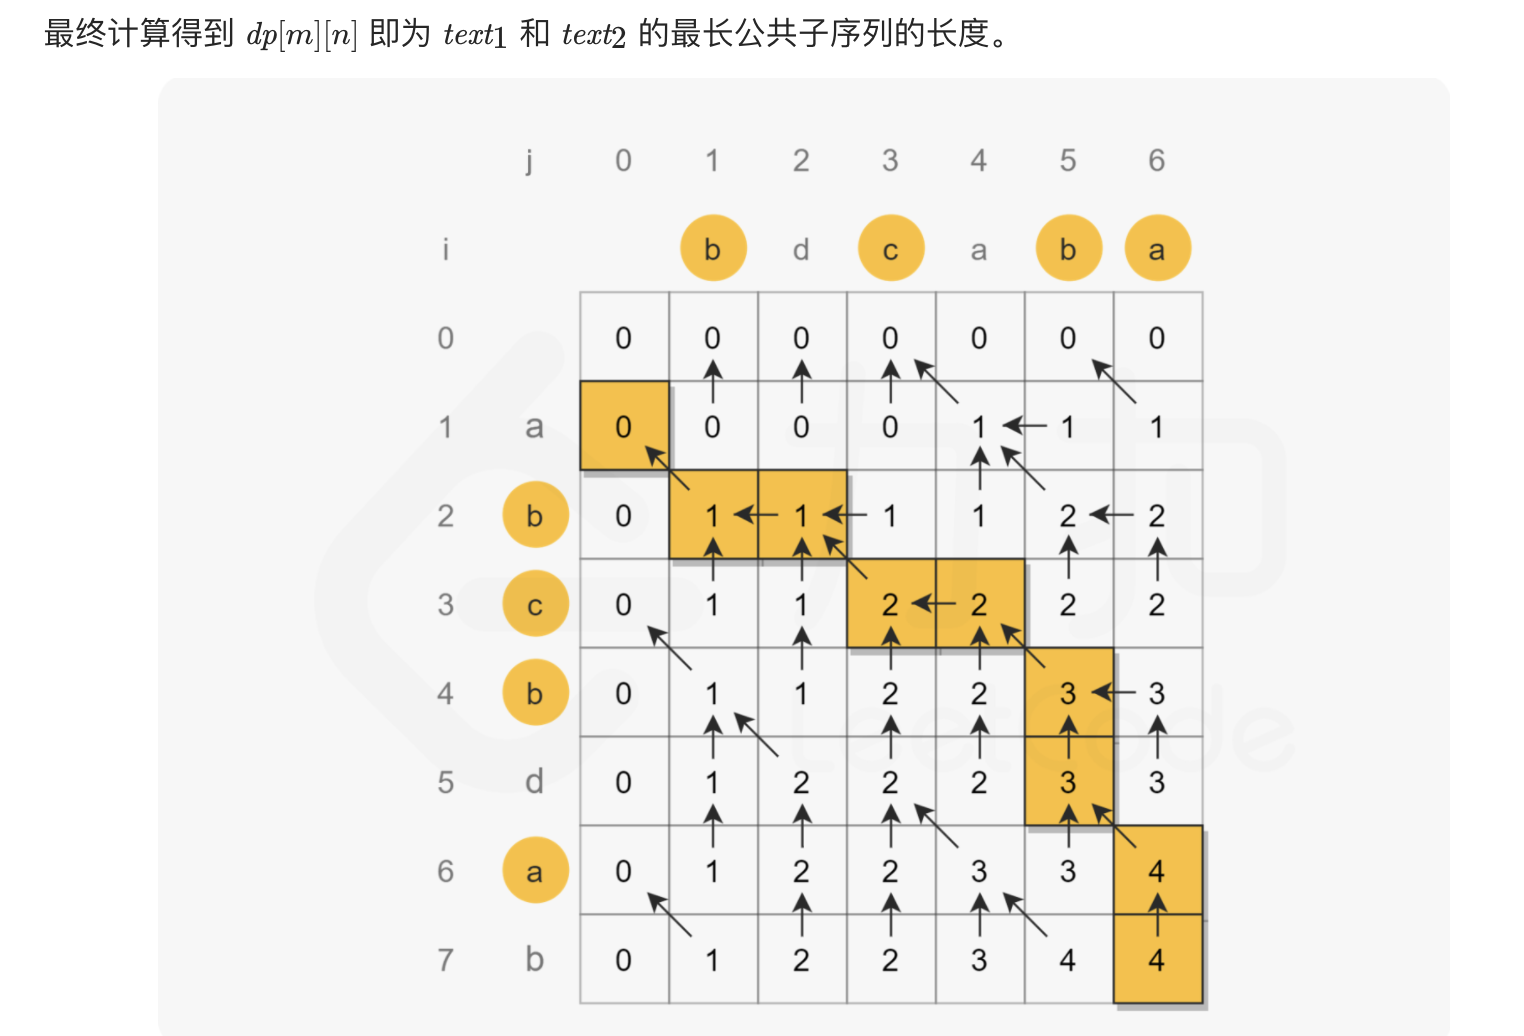 最终计算得到 dp[m][n] 即为 text1 和 text2 的最长公共子序列的长度。
j 0 1 2 3 4 5 6
i b d c a b a
0 0 0 0 0 0 0 0
1 a 0 0 0 0 1 1 1
2 b 0 1 1 1 1 2 2
3 c 0 1 1 2 2 2 2
4 b 0 1 1 2 2 3 3
5 d 0 1 2 2 2 3 3
6 a 0 1 2 2 3 3 4
7 b 0 1 2 2 3 4 4
力扣
LeetCode